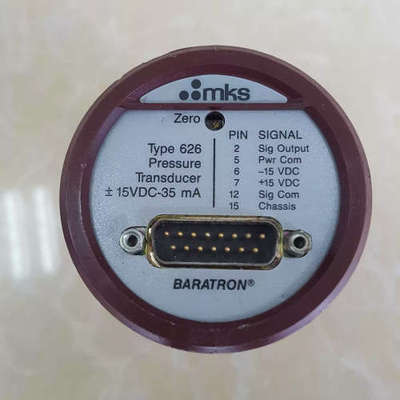 mks
Zero
Type 626
Pressure
Transducer
± 15VDC-35 mA
PIN SIGNAL
2 Sig Output
5 Pwr Com
6 –15 VDC
7 +15 VDC
12 Sig Com
15 Chassis
BARATRON®